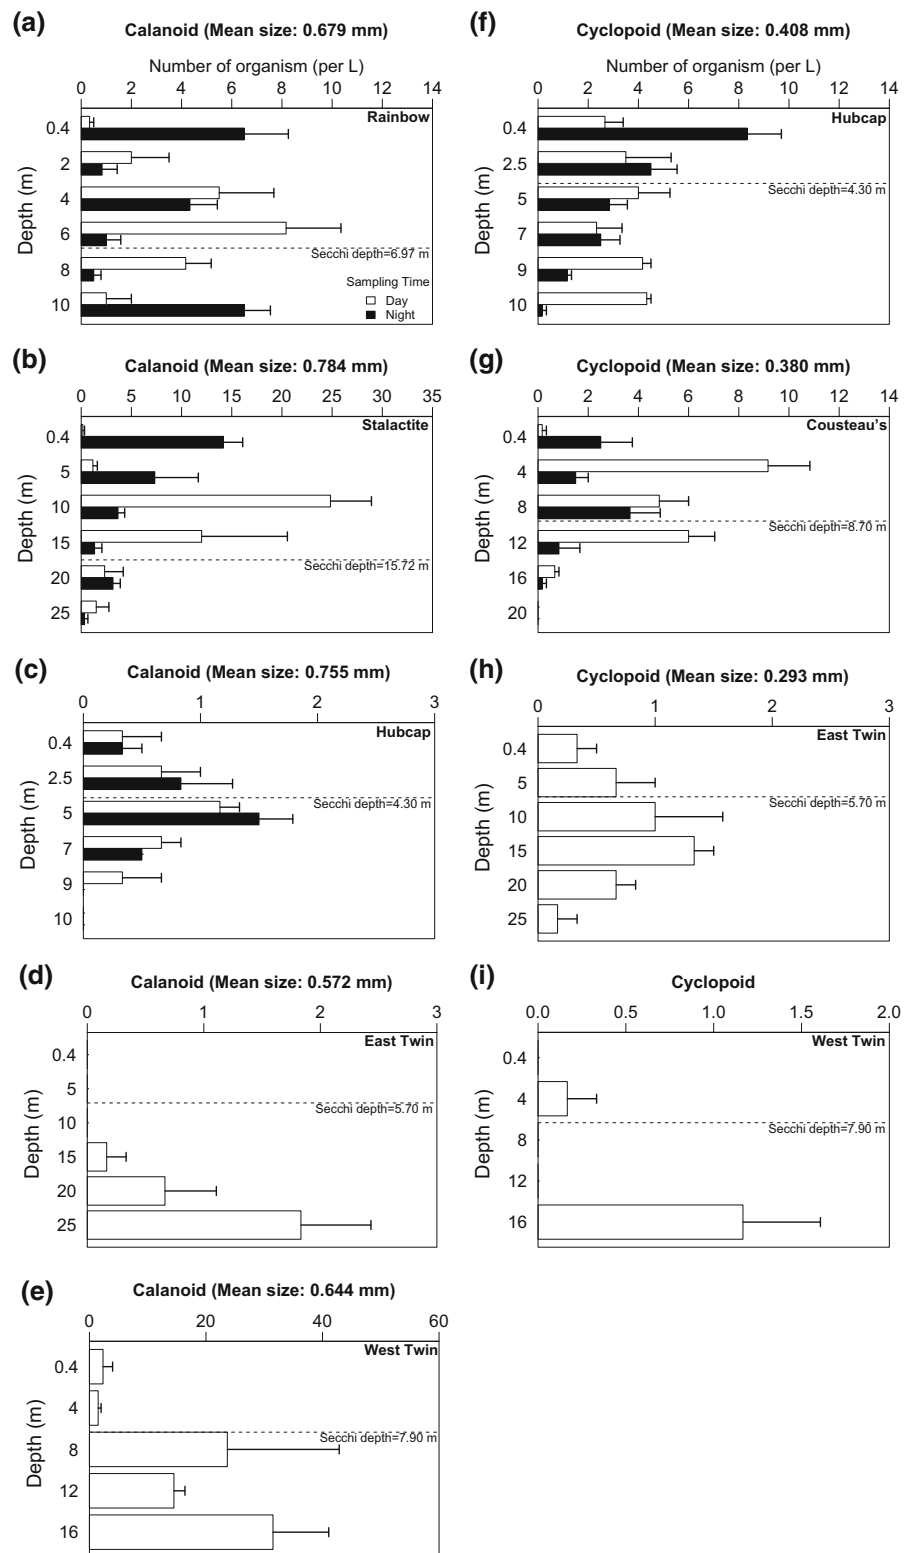 (a)
Calanoid (Mean size: 0.679 mm)
Number of organism (per L)
0 2 4 6 8 10 12 14
Rainbow
Depth (m)
0.4
2
4
6
Secchi depth=6.97 m
8
Sampling Time
Day
10
Night
(b)
Calanoid (Mean size: 0.784 mm)
0 5 10 15 20 25 30 35
Stalactite
Depth (m)
0.4
5
10
15
Secchi depth=15.72 m
20
25
(c)
Calanoid (Mean size: 0.755 mm)
0 1 2 3
Hubcap
Depth (m)
0.4
2.5
Secchi depth=4.30 m
5
7
9
10
(d)
Calanoid (Mean size: 0.572 mm)
0 1 2 3
East Twin
Depth (m)
0.4
5
Secchi depth=5.70 m
10
15
20
25
(e)
Calanoid (Mean size: 0.644 mm)
0 20 40 60
West Twin
Depth (m)
0.4
4
Secchi depth=7.90 m
8
12
16
(f)
Cyclopoid (Mean size: 0.408 mm)
Number of organism (per L)
0 2 4 6 8 10 12 14
Hubcap
Depth (m)
0.4
2.5
Secchi depth=4.30 m
5
7
9
10
(g)
Cyclopoid (Mean size: 0.380 mm)
0 2 4 6 8 10 12 14
Cousteau's
Depth (m)
0.4
4
8
Secchi depth=8.70 m
12
16
20
(h)
Cyclopoid (Mean size: 0.293 mm)
0 1 2 3
East Twin
Depth (m)
0.4
5
Secchi depth=5.70 m
10
15
20
25
(i)
Cyclopoid
0.0 0.5 1.0 1.5 2.0
West Twin
Depth (m)
0.4
4
Secchi depth=7.90 m
8
12
16